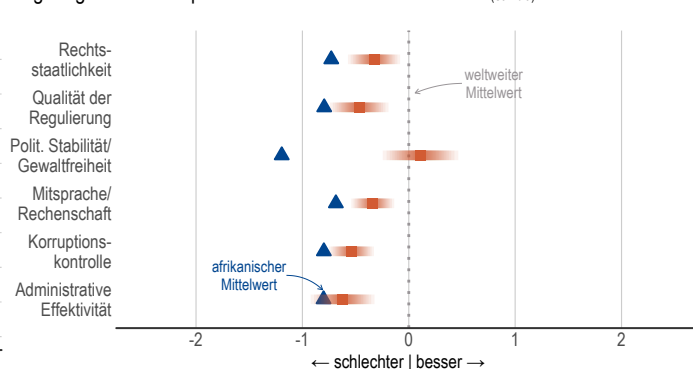 Rechts-
staatlichkeit
weltweiter
Mittelwert
Qualität der
Regulierung
Polit. Stabilität/
Gewaltfreiheit
Mitsprache/
Rechenschaft
Korruptions-
kontrolle
afrikanischer
Mittelwert
Administrative
Effektivität
-2 -1 0 1 2
← schlechter | besser →